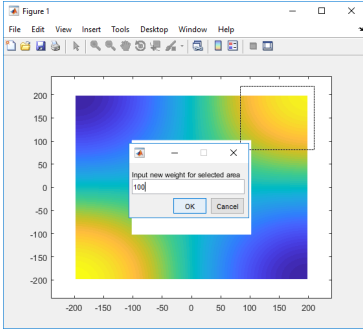 Figure 1
File Edit View Insert Tools Desktop Window Help
200
150
100
50
0
-50
-100
-150
-200
Input new weight for selected area
100
OK Cancel
-200 -150 -100 -50 0 50 100 150 200